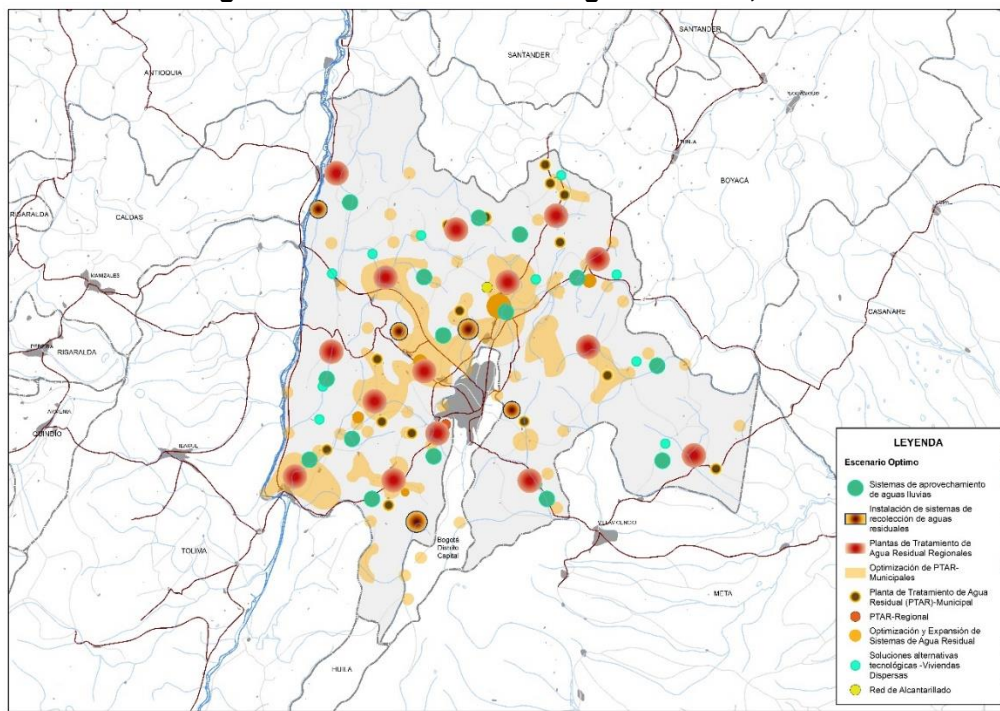 SANTANDER
SANTANDER
ANTIOQUIA
BOYACA
RISARALDA
CALDAS
MANIZALES
CASANARE
RISARALDA
QUINDIO
TOLIMA
VILLAVICENCIO
Bogotá
Distrito
Capital
META
HUILA
LEYENDA
Escenario Optimo
Sistemas de aprovechamiento
de aguas lluvias
Instalación de sistemas de
recolección de aguas
residuales
Plantas de Tratamiento de
Agua Residual Regionales
Optimización de PTAR-
Municipales
Planta de Tratamiento de Agua
Residual (PTAR)-Municipal
PTAR-Regional
Optimización y Expansión de
Sistemas de Agua Residual
Soluciones alternativas
tecnológicas -Viviendas
Dispersas
Red de Alcantarillado